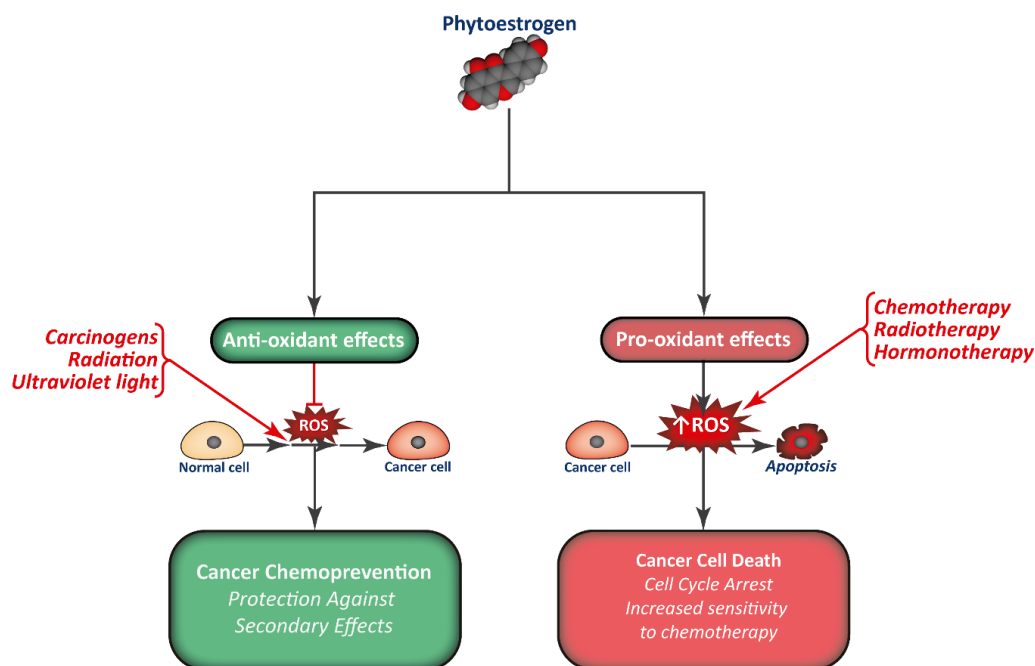 Phytoestrogen
Anti-oxidant effects
Carcinogens
Radiation
Ultraviolet light
ROS
Normal cell
Cancer cell
Cancer Chemoprevention
Protection Against
Secondary Effects
Pro-oxidant effects
Chemotherapy
Radiotherapy
Hormonotherapy
↑ROS
Cancer cell
Apoptosis
Cancer Cell Death
Cell Cycle Arrest
Increased sensitivity
to chemotherapy